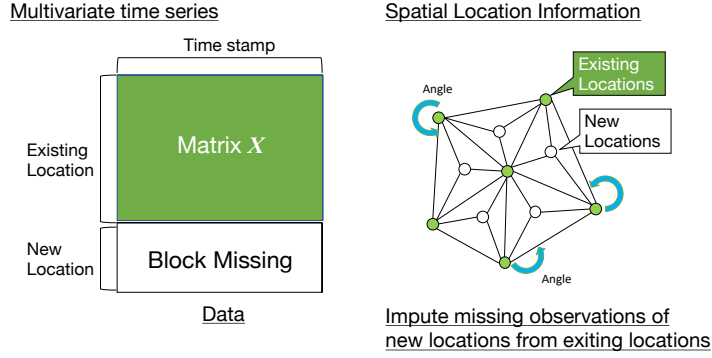 Multivariate time series
Time stamp
Existing
Location
Matrix X
New
Location
Block Missing
Data
Spatial Location Information
Angle
Existing
Locations
New
Locations
Angle
Impute missing observations of
new locations from exiting locations